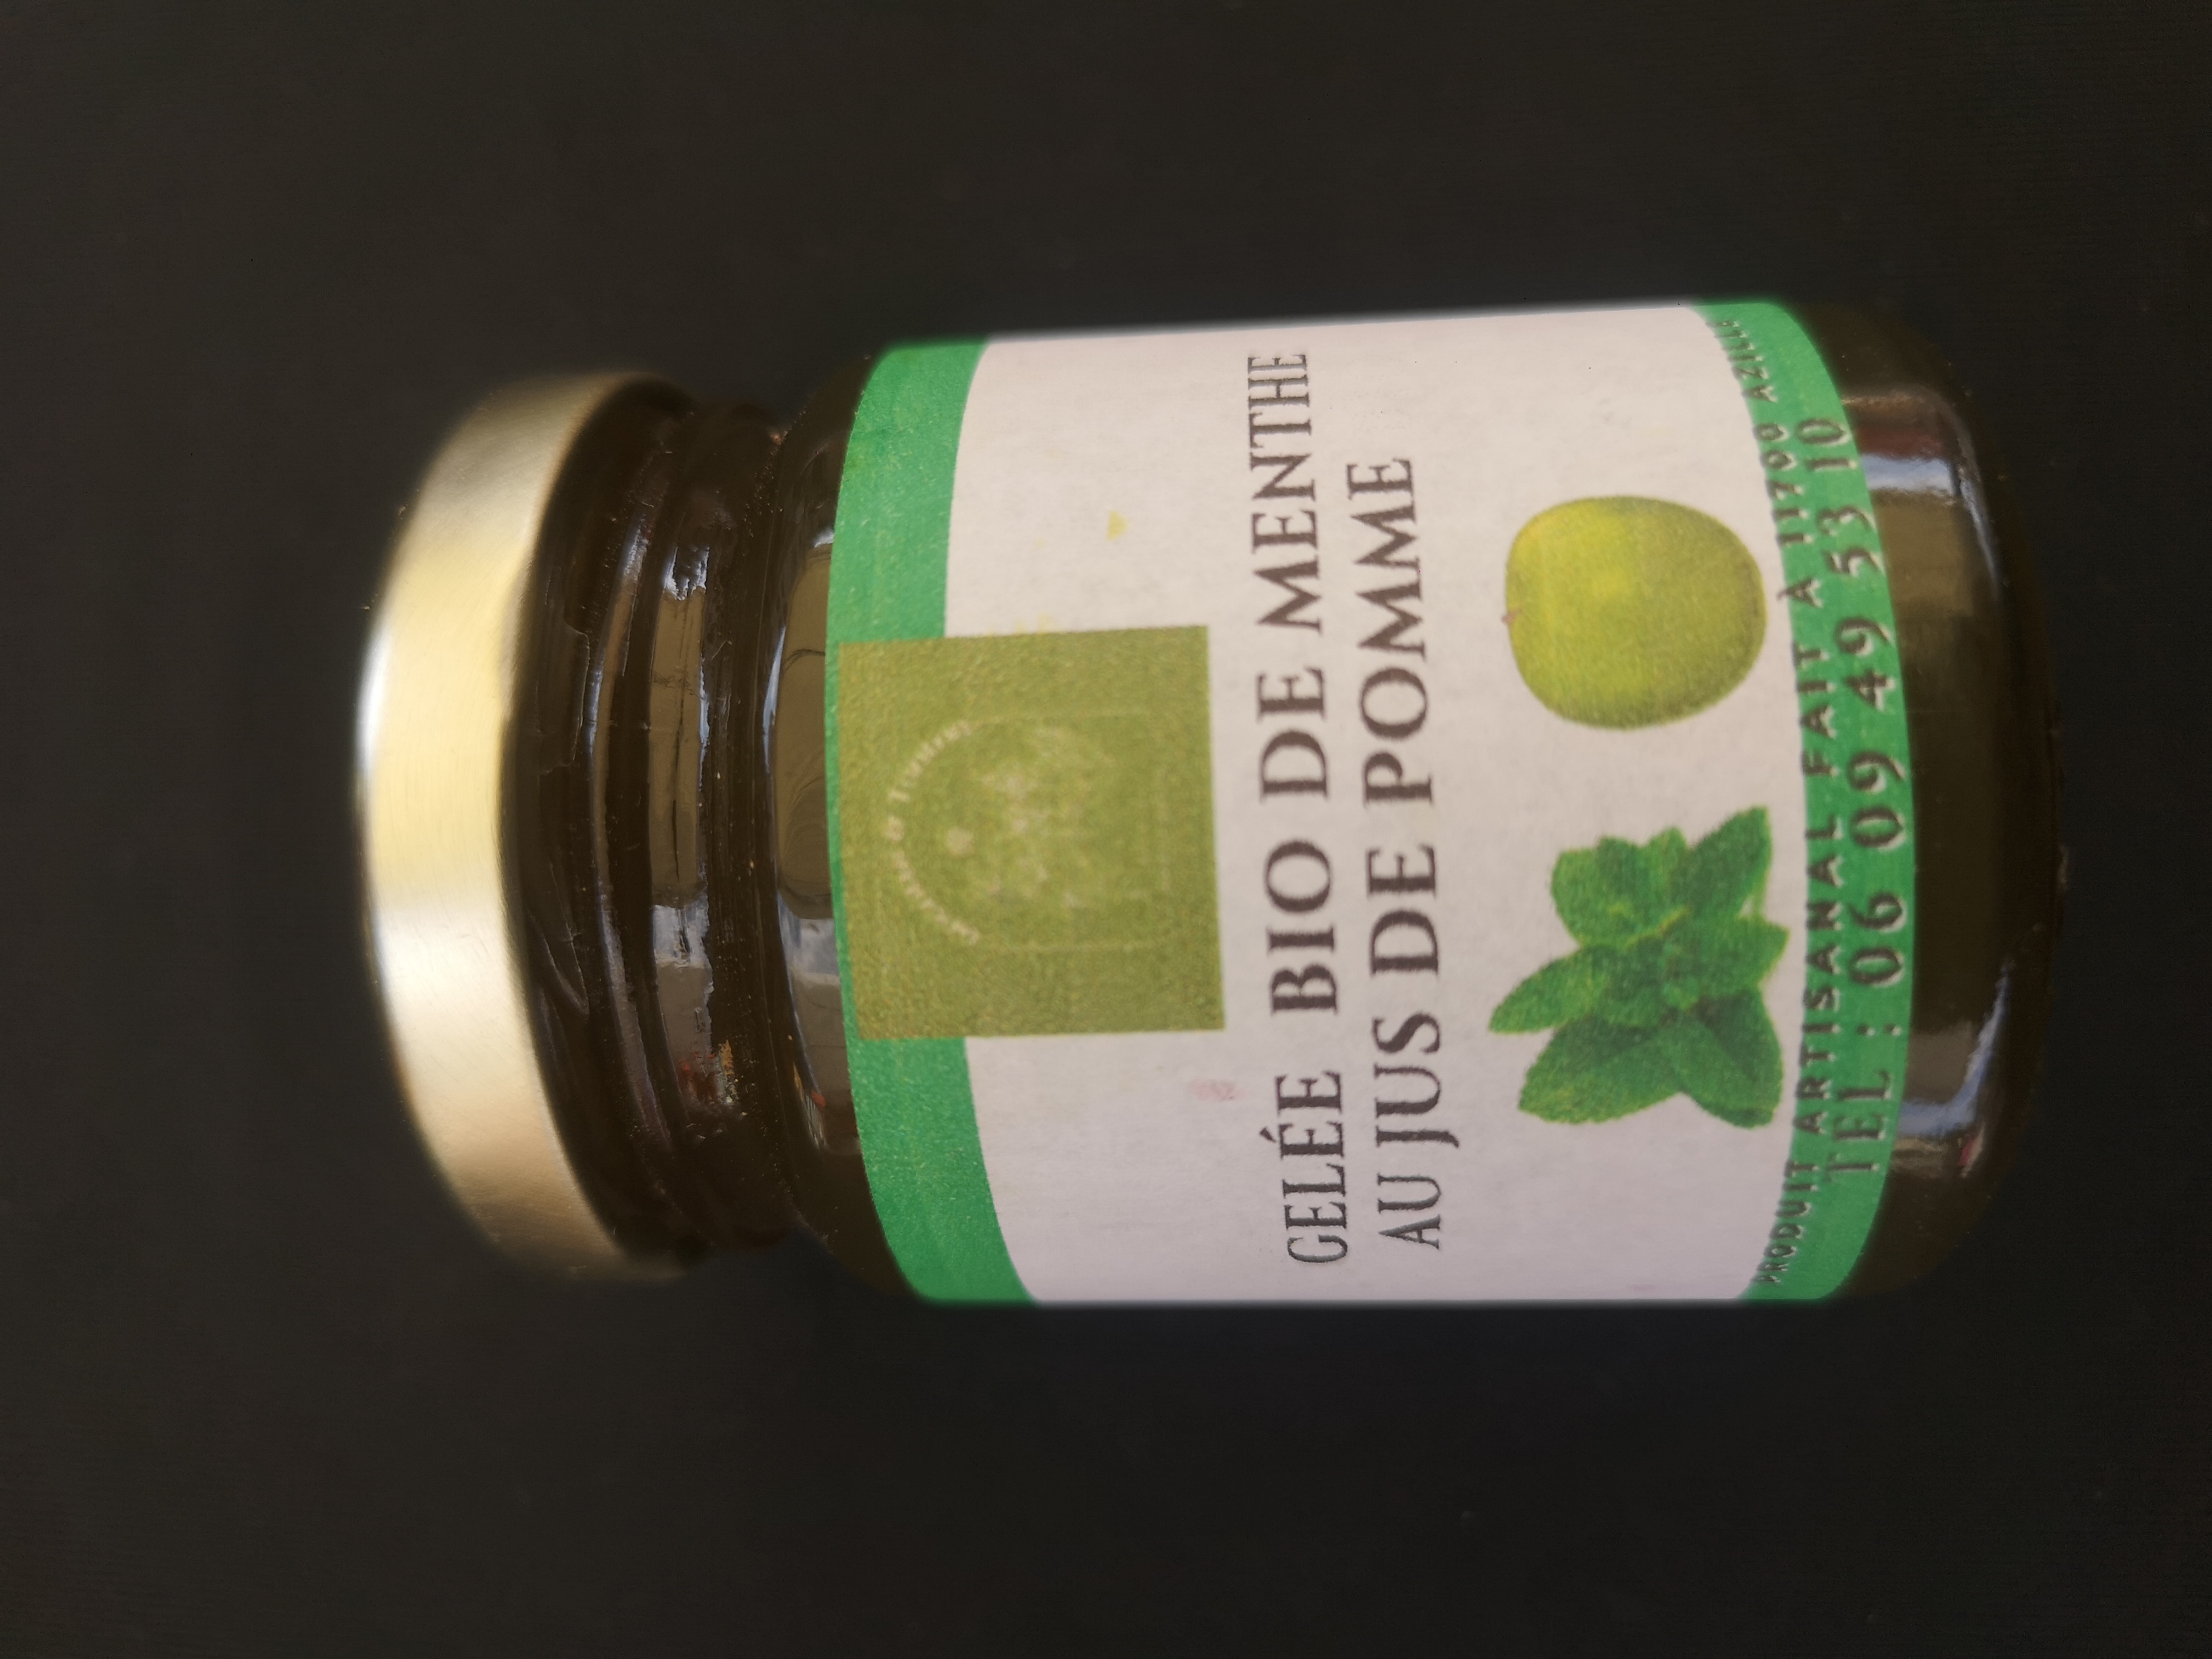 GELÉE BIO DE MENTHE
AU JUS DE POMME
PRODUIT ARTISANAL FAIT À 11700 AZILLE
TEL : 06 09 49 53 10